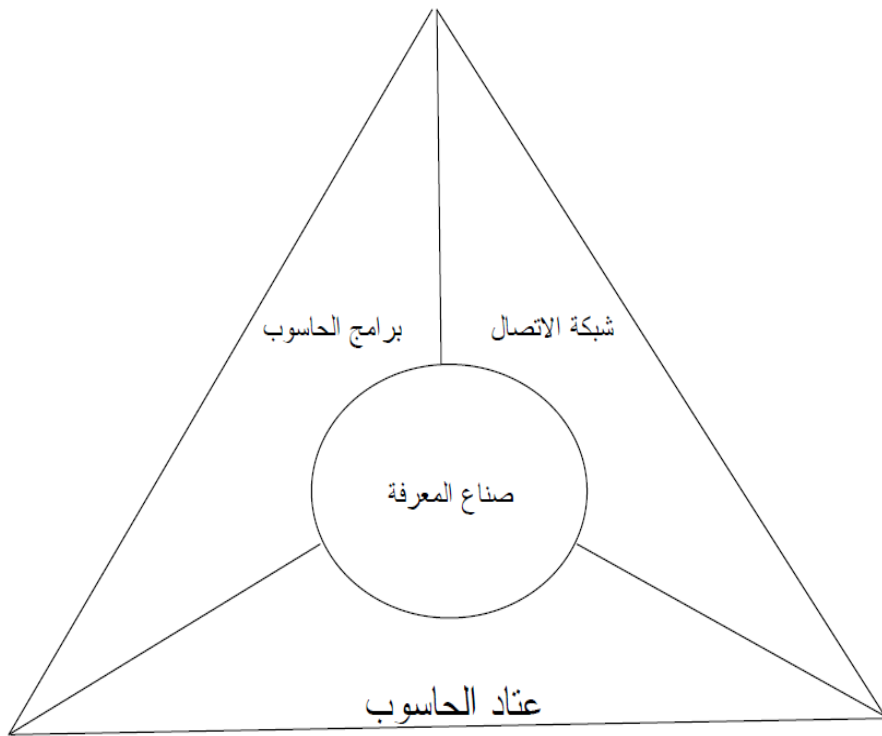 شبكة الاتصال
برامج الحاسوب
صناع المعرفة
عتاد الحاسوب